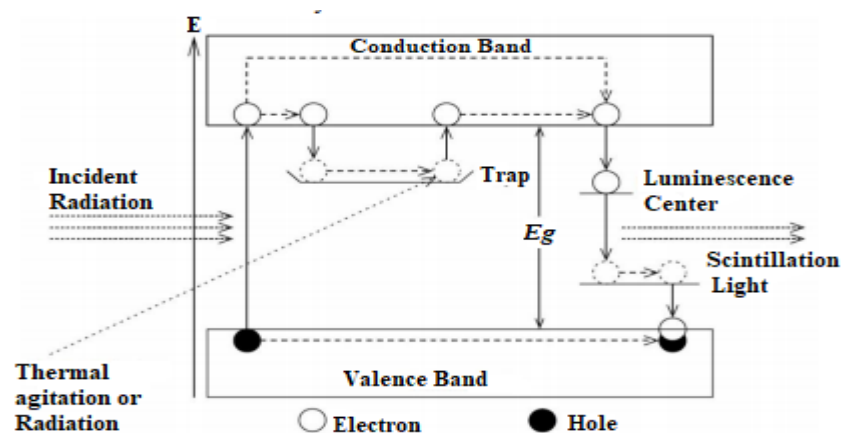 E
Conduction Band
Incident
Radiation
Trap
Luminescence
Center
Eg
Scintillation
Light
Thermal
agitation or
Radiation
Valence Band
Electron
Hole